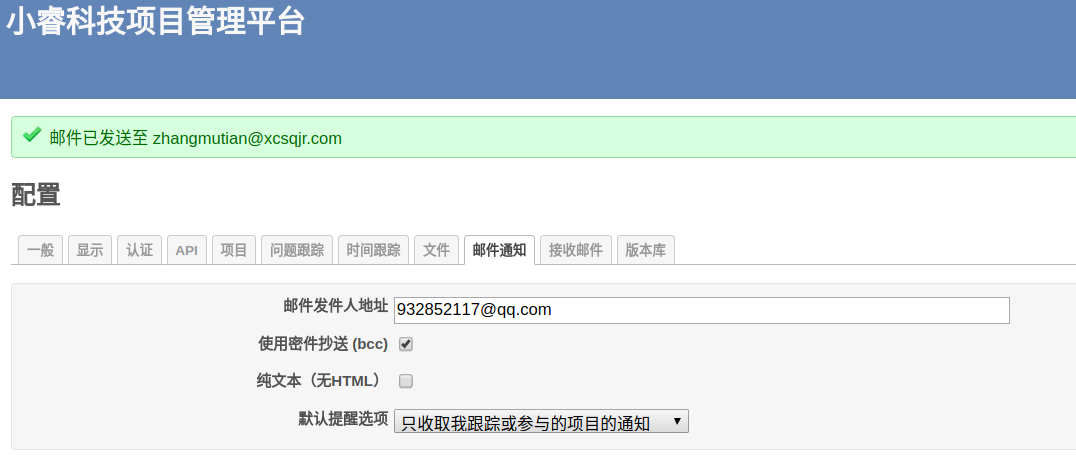 小睿科技项目管理平台
邮件已发送至 zhangmutian@xcsqjr.com
配置
一般 显示 认证 API 项目 问题跟踪 时间跟踪 文件 邮件通知 接收邮件 版本库
邮件发件人地址 932852117@qq.com
使用密件抄送 (bcc)
纯文本（无HTML）
默认提醒选项 只收取我跟踪或参与的项目的通知